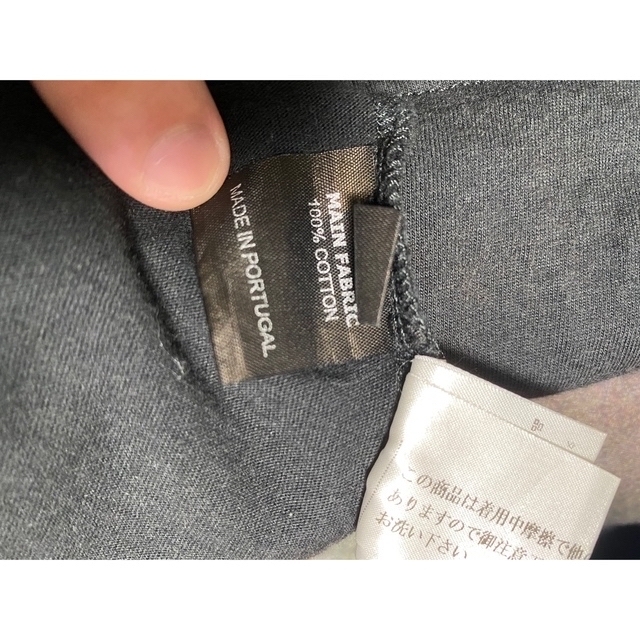 MAIN FABRIC
100% COTTON
MADE IN PORTUGAL
この商品は着用中摩擦で他
ありますので御注意下
お洗い下さい